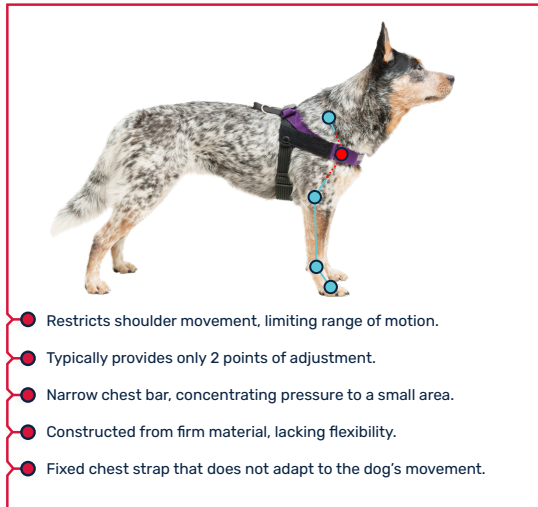 Restricts shoulder movement, limiting range of motion.
Typically provides only 2 points of adjustment.
Narrow chest bar, concentrating pressure to a small area.
Constructed from firm material, lacking flexibility.
Fixed chest strap that does not adapt to the dog’s movement.